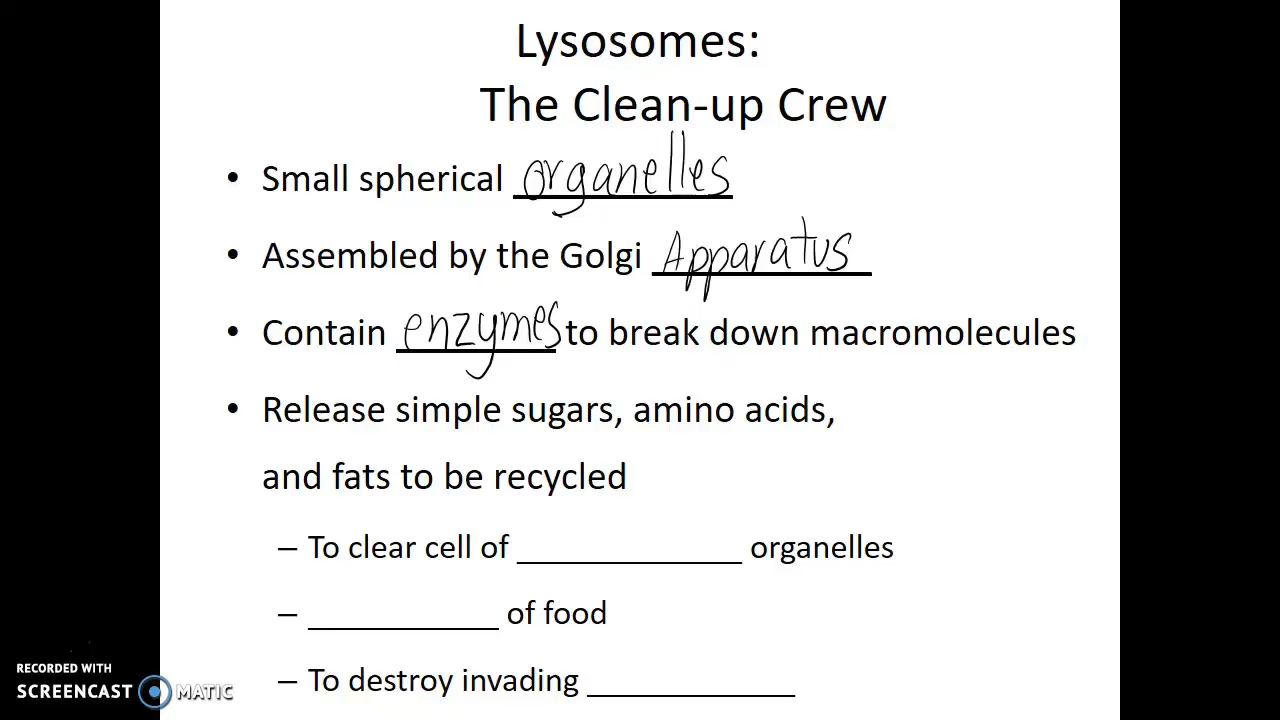 Lysosomes:
The Clean-up Crew
• Small spherical organelles
• Assembled by the Golgi Apparatus
• Contain enzymes to break down macromolecules
• Release simple sugars, amino acids,
and fats to be recycled
– To clear cell of ______________ organelles
– ____________ of food
– To destroy invading _____________
RECORDED WITH
SCREENCAST MATIC